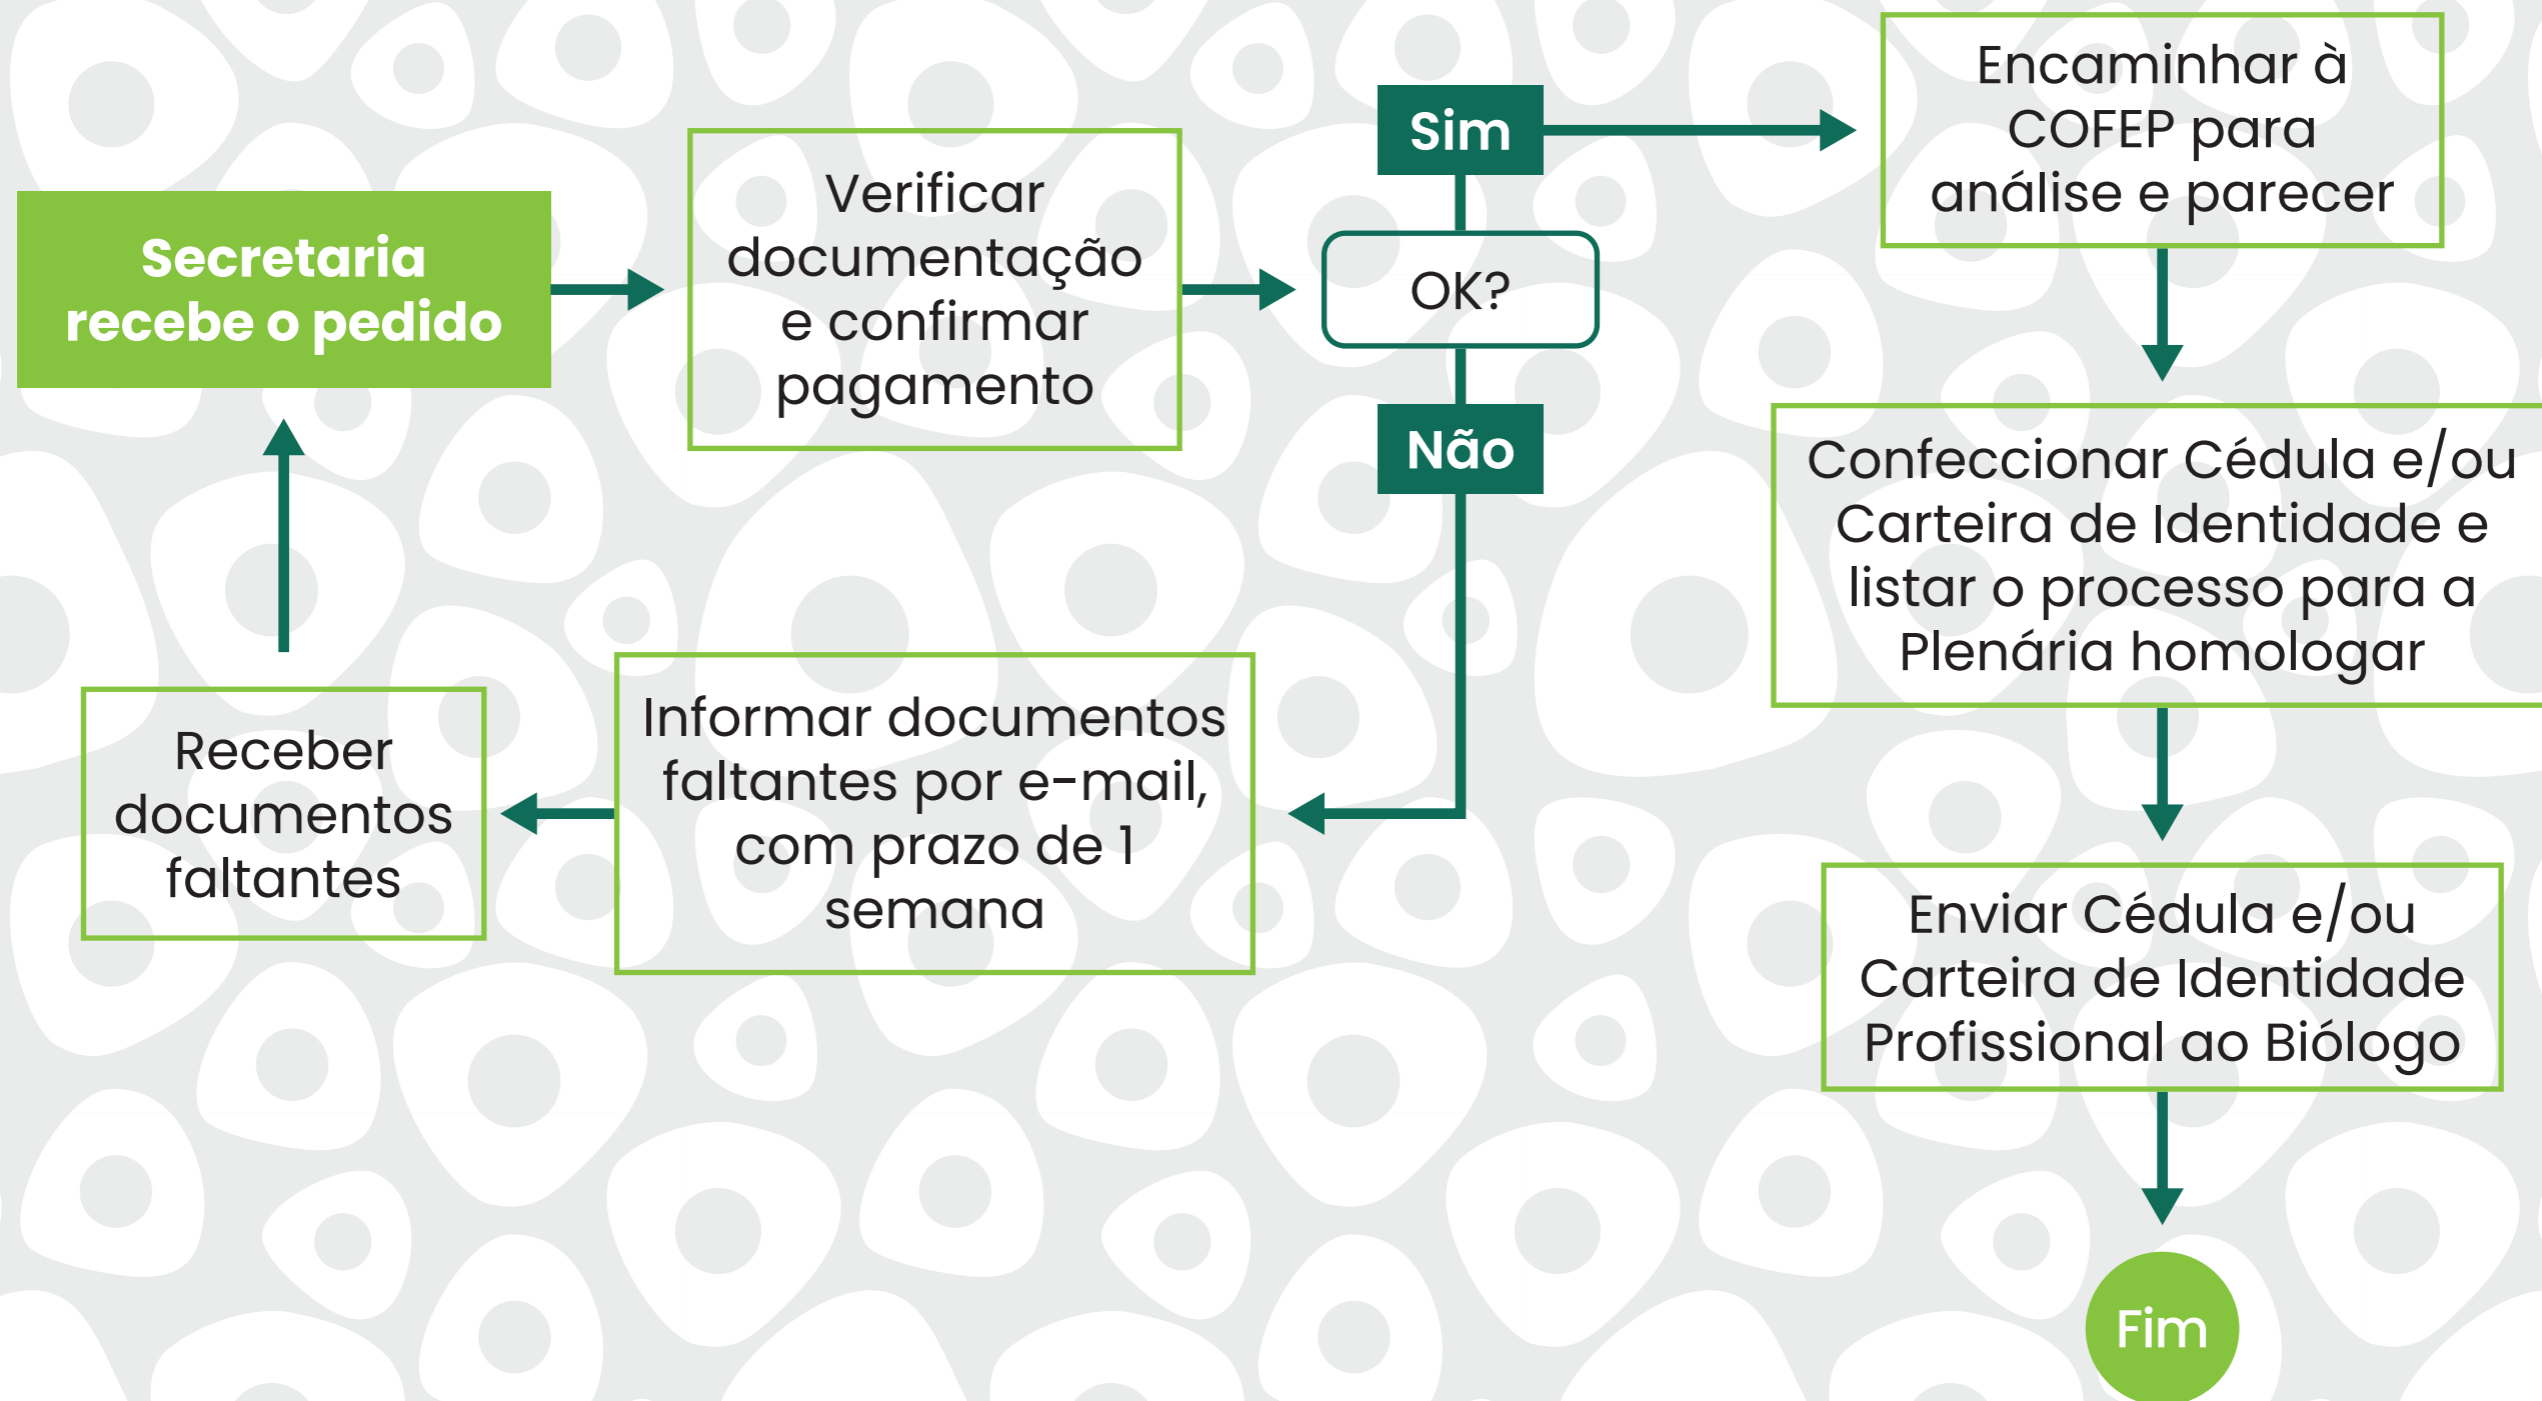 Secretaria
recebe o pedido
Verificar
documentação
e confirmar
pagamento
Sim
OK?
Não
Encaminhar à
COFEP para
análise e parecer
Confeccionar Cédula e/ou
Carteira de Identidade e
listar o processo para a
Plenária homologar
Enviar Cédula e/ou
Carteira de Identidade
Profissional ao Biólogo
Fim
Informar documentos
faltantes por e-mail,
com prazo de 1
semana
Receber
documentos
faltantes